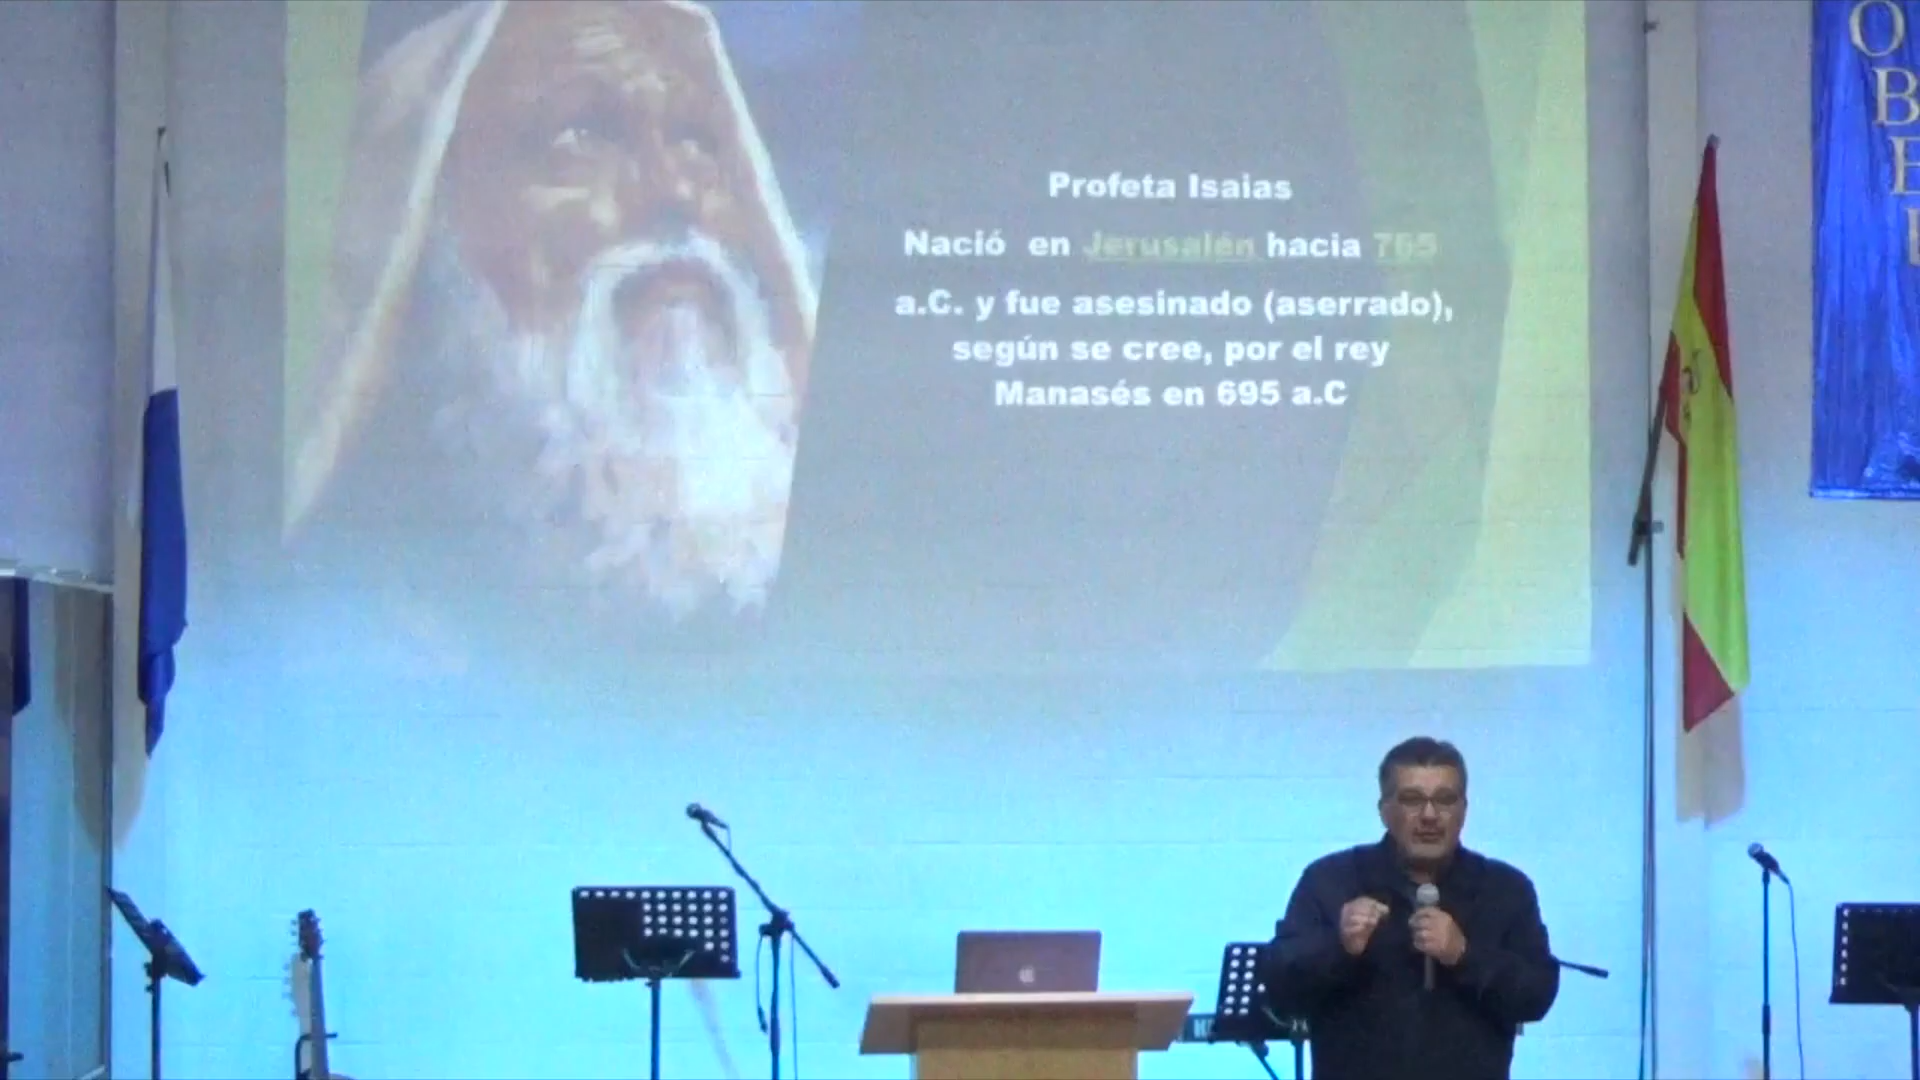 Profeta Isaias
Nació en Jerusalén hacia 765
a.C. y fue asesinado (aserrado),
según se cree, por el rey
Manasés en 695 a.C
O
B
E